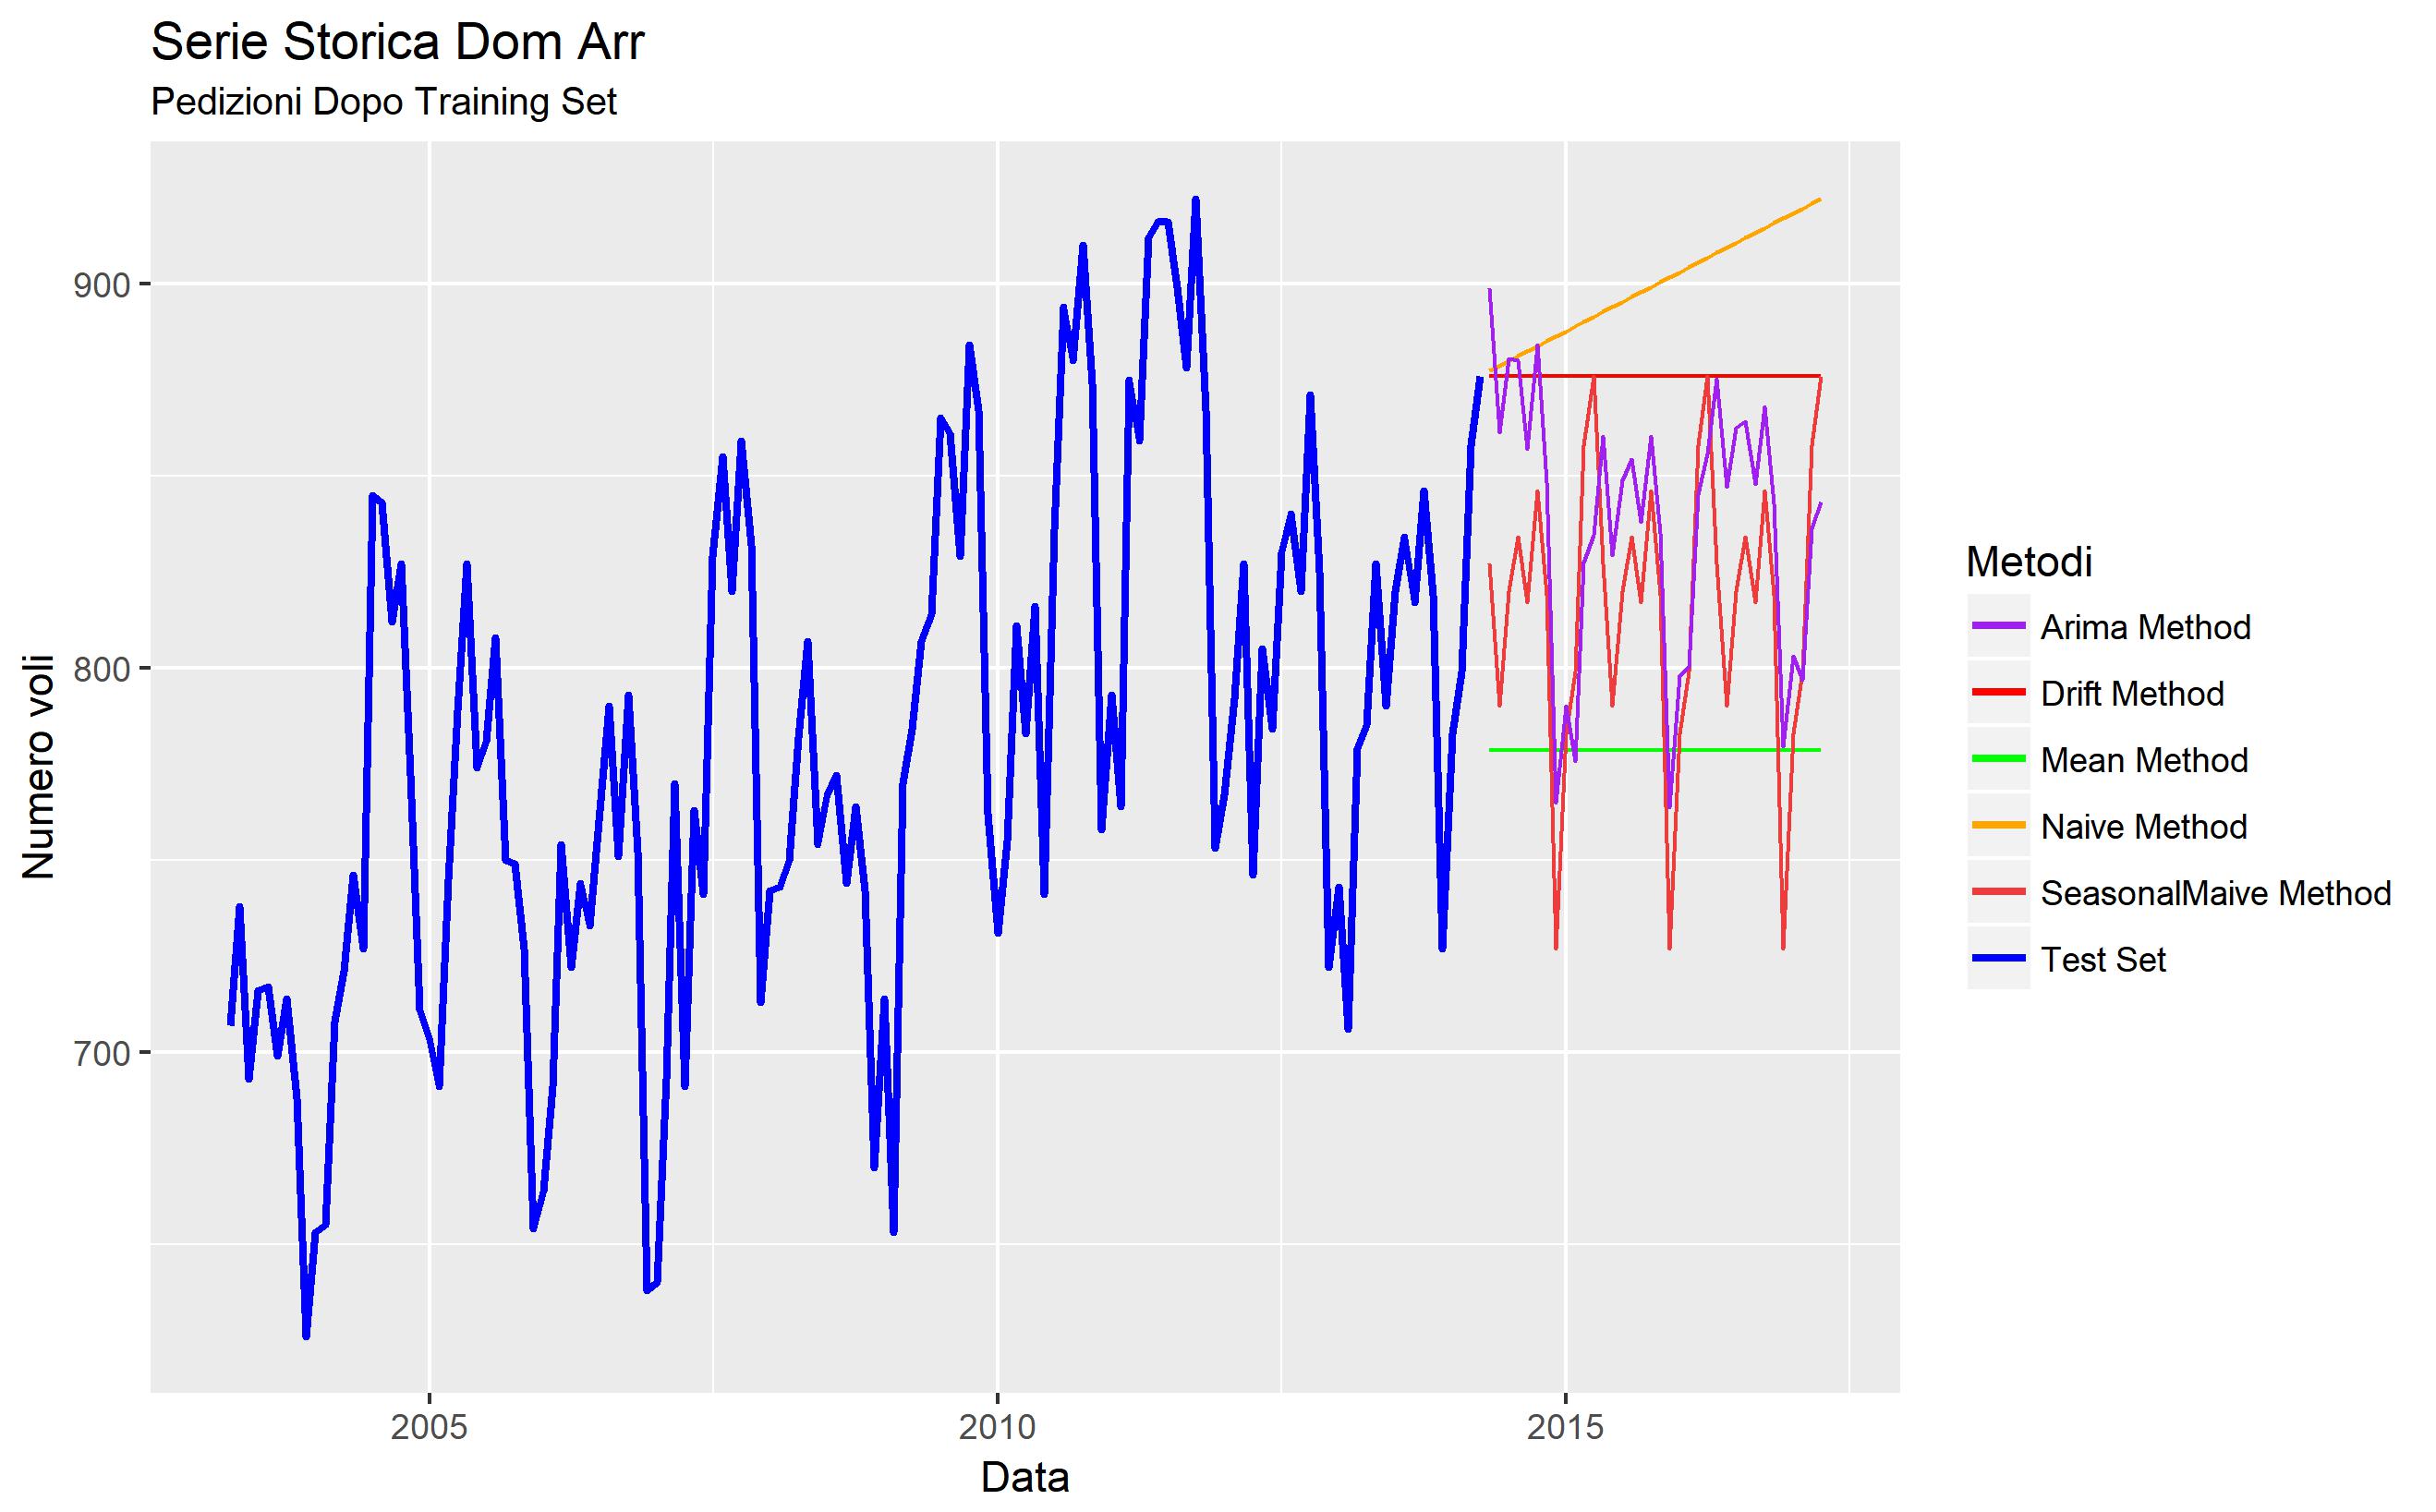 Serie Storica Dom Arr
Pedizioni Dopo Training Set
Numero voli
900
800
700
2005
2010
2015
Data
Metodi
Arima Method
Drift Method
Mean Method
Naive Method
SeasonalMaive Method
Test Set